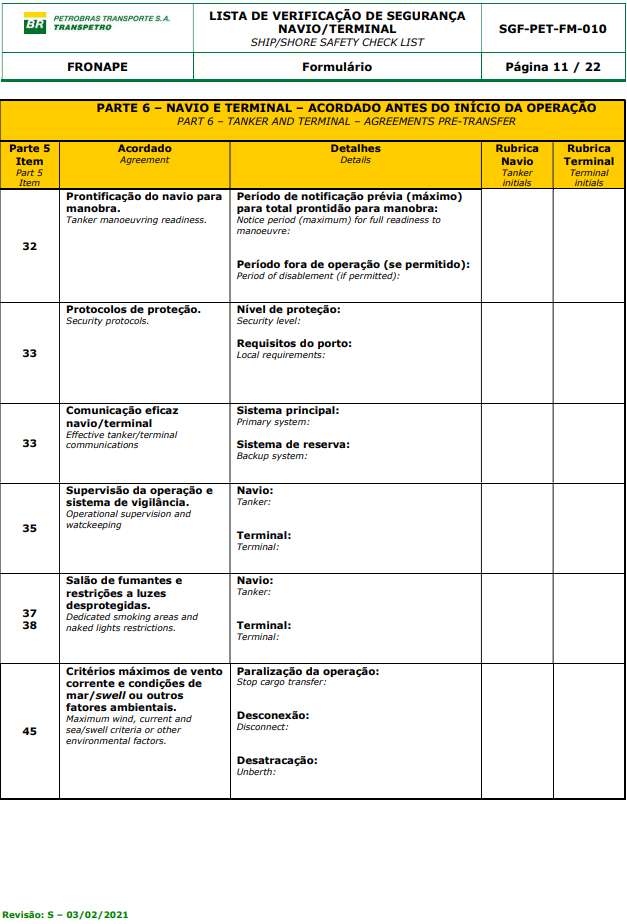 BR PETROBRAS TRANSPORTE S.A.
TRANSPETRO
LISTA DE VERIFICAÇÃO DE SEGURANÇA
NAVIO/TERMINAL
SHIP/SHORE SAFETY CHECK LIST
SGF-PET-FM-010
FRONAPE
Formulário
Página 11 / 22
PARTE 6 – NAVIO E TERMINAL – ACORDADO ANTES DO INÍCIO DA OPERAÇÃO
PART 6 – TANKER AND TERMINAL – AGREEMENTS PRE-TRANSFER
Parte 5
Item
Part 5
Item
Acordado
Agreement
Detalhes
Details
Rubrica
Navio
Tanker
initials
Rubrica
Terminal
Terminal
initials
32
Prontificação do navio para
manobra.
Tanker manoeuvring readiness.
Período de notificação prévia (máximo)
para total prontidão para manobra:
Notice period (maximum) for full readiness to
manoeuvre:
Período fora de operação (se permitido):
Period of disablement (if permitted):
33
Protocolos de proteção.
Security protocols.
Nível de proteção:
Security level:
Requisitos do porto:
Local requirements:
33
Comunicação eficaz
navio/terminal
Effective tanker/terminal
communications
Sistema principal:
Primary system:
Sistema de reserva:
Backup system:
35
Supervisão da operação e
sistema de vigilância.
Operational supervision and
watckeeping
Navio:
Tanker:
Terminal:
Terminal:
37
38
Salão de fumantes e
restrições a luzes
desprotegidas.
Dedicated smoking areas and
naked lights restrictions.
Navio:
Tanker:
Terminal:
Terminal:
45
Critérios máximos de vento
corrente e condições de
mar/swell ou outros
fatores ambientais.
Maximum wind, current and
sea/swell criteria or other
environmental factors.
Paralização da operação:
Stop cargo transfer:
Desconexão:
Disconnect:
Desatracação:
Unberth:
Revisão: S – 03/02/2021